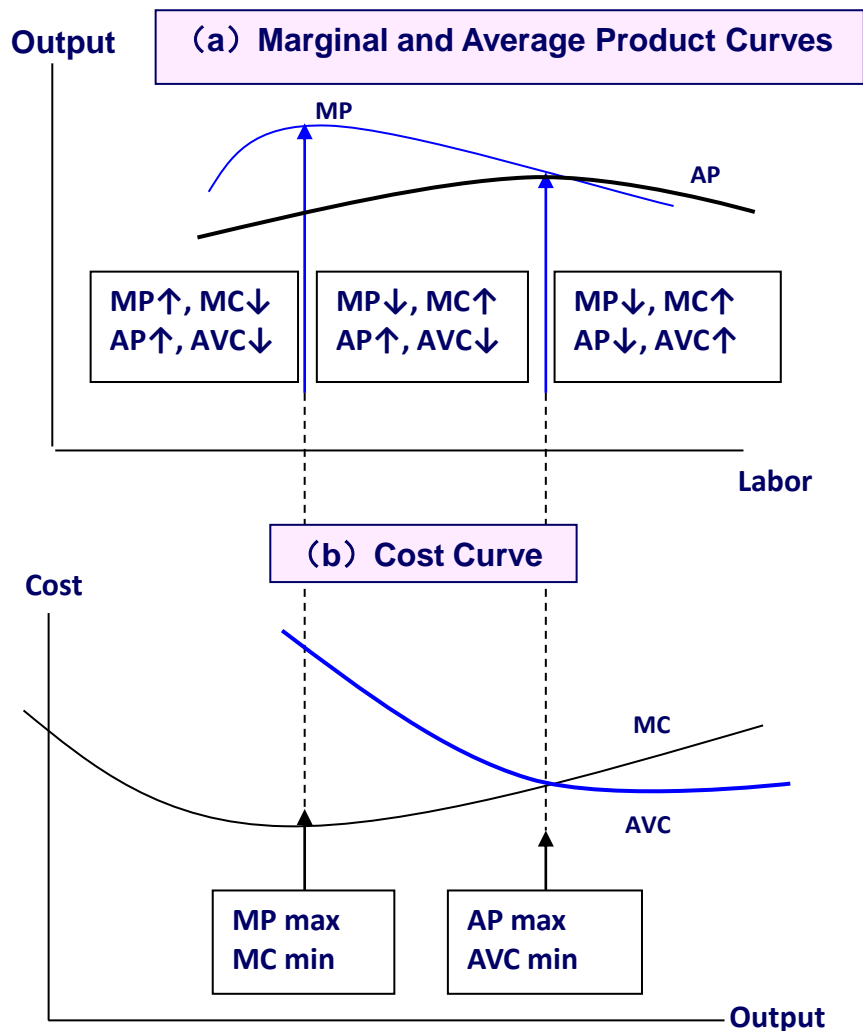 Output
（a）Marginal and Average Product Curves
MP
AP
MP↑, MC↓
AP↑, AVC↓
MP↓, MC↑
AP↑, AVC↓
MP↓, MC↑
AP↓, AVC↑
Labor
（b）Cost Curve
Cost
MC
AVC
MP max
MC min
AP max
AVC min
Output